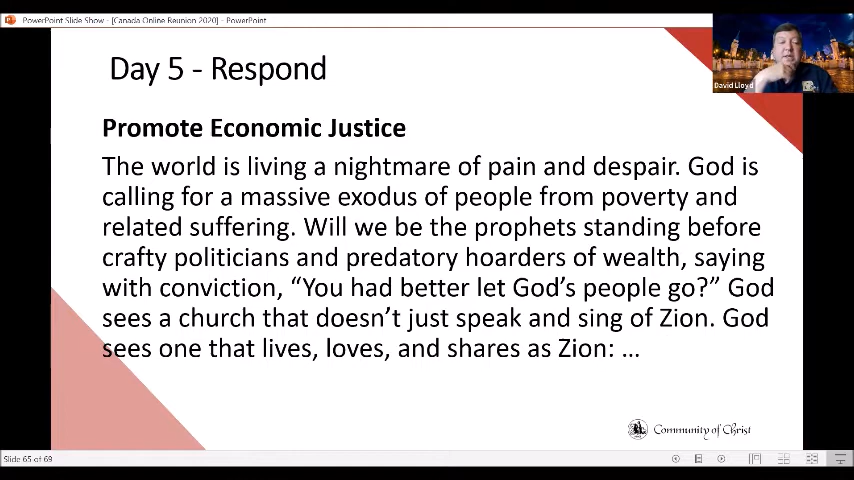 PowerPoint Slide Show - [Canada Online Reunion 2020] - PowerPoint
David Lloyd
Day 5 - Respond
Promote Economic Justice
The world is living a nightmare of pain and despair. God is
calling for a massive exodus of people from poverty and
related suffering. Will we be the prophets standing before
crafty politicians and predatory hoarders of wealth, saying
with conviction, “You had better let God’s people go?” God
sees a church that doesn’t just speak and sing of Zion. God
sees one that lives, loves, and shares as Zion: ...
Community of Christ
Slide 65 of 69